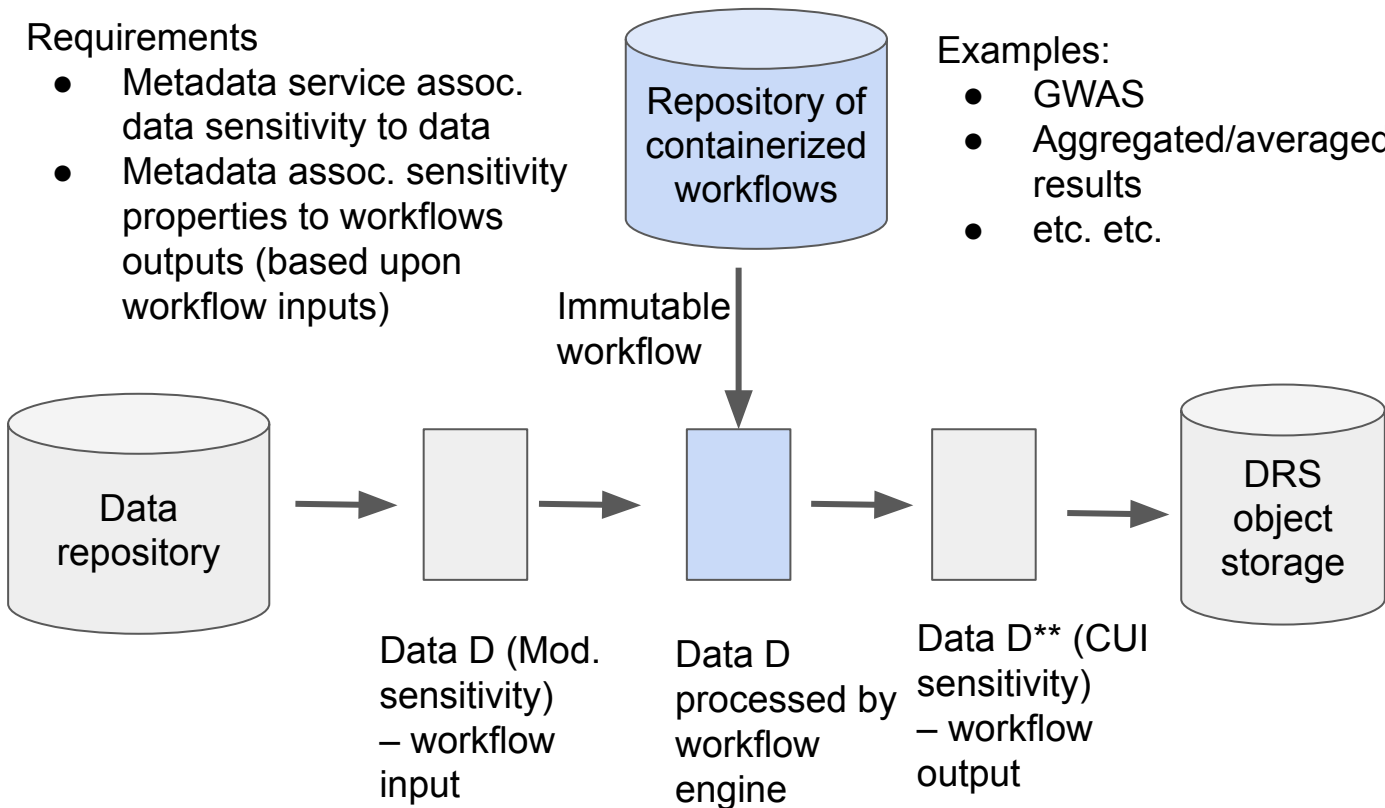 Requirements
● Metadata service assoc.
data sensitivity to data
● Metadata assoc. sensitivity
properties to workflows
outputs (based upon
workflow inputs)
Repository of
containerized
workflows
Examples:
● GWAS
● Aggregated/averaged
results
● etc. etc.
Immutable
workflow
Data
repository
DRS
object
storage
Data D (Mod.
sensitivity)
– workflow
input
Data D
processed by
workflow
engine
Data D** (CUI
sensitivity)
– workflow
output